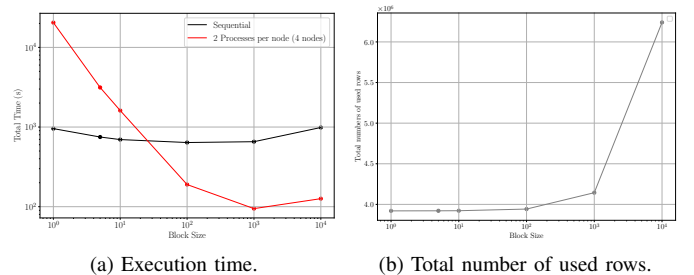 ×10⁶
Sequential
2 Processes per node (4 nodes)
10⁴
10³
10²
Total Time (s)
10⁰ 10¹ 10² 10³ 10⁴
Block Size
6.0
5.5
5.0
4.5
4.0
Total numbers of used rows
10⁰ 10¹ 10² 10³ 10⁴
Block Size
(a) Execution time.
(b) Total number of used rows.